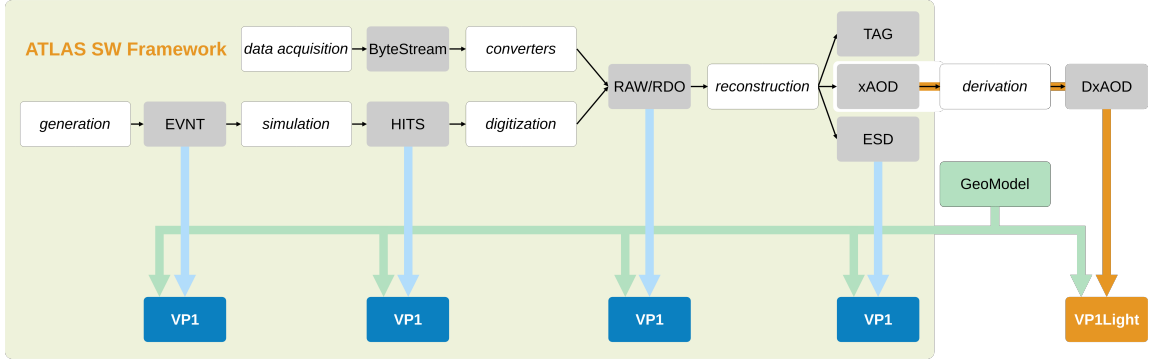 ATLAS SW Framework
data acquisition
ByteStream
converters
TAG
generation
EVNT
simulation
HITS
digitization
RAW/RDO
reconstruction
xAOD
derivation
DxAOD
ESD
GeoModel
VP1
VP1
VP1
VP1
VP1Light